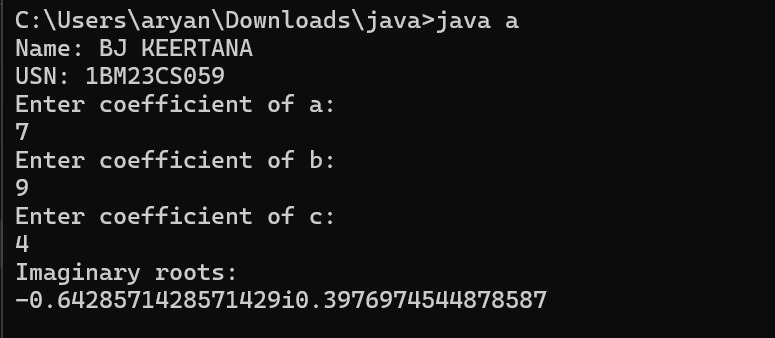 C:\Users\aryan\Downloads\java>java a
Name: BJ KEERTANA
USN: 1BM23CS059
Enter coefficient of a:
7
Enter coefficient of b:
9
Enter coefficient of c:
4
Imaginary roots:
-0.6428571428571429i0.3976974544878587